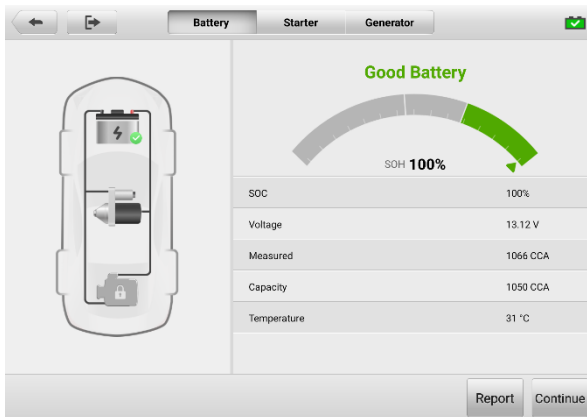 Battery Starter Generator
Good Battery
SOH 100%
SOC 100%
Voltage 13.12 V
Measured 1066 CCA
Capacity 1050 CCA
Temperature 31 °C
Report Continue